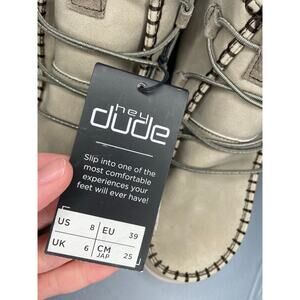 hey
dude
Slip into one of the
most comfortable
experiences your
feet will ever have!
US 8 EU 39
UK 6 CM JAP 25